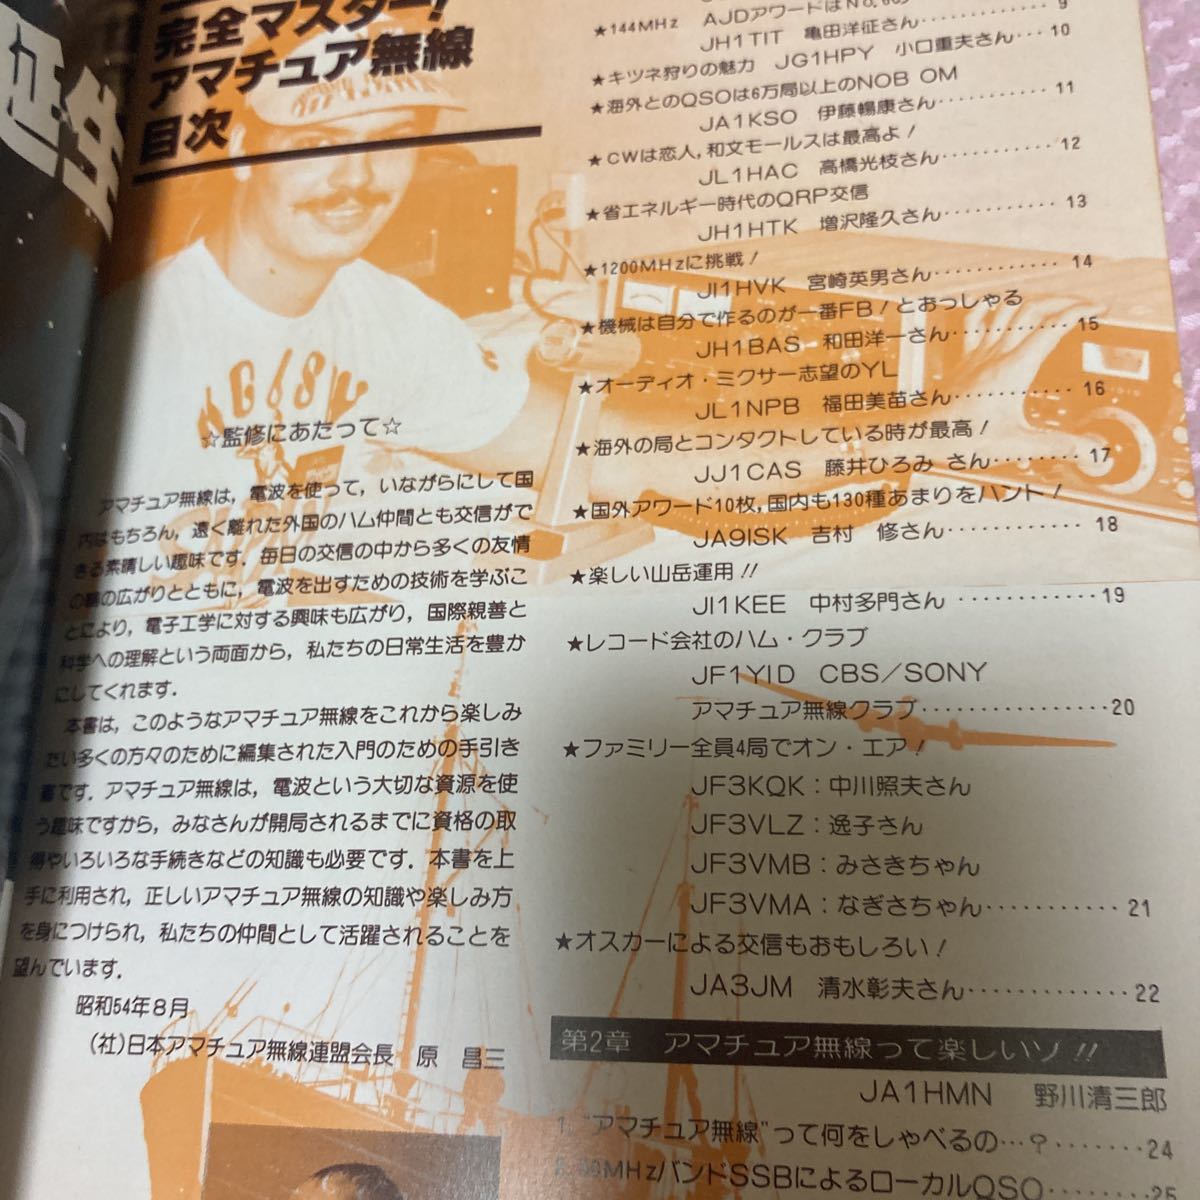 完全マスター!
アマチュア無線
目次
誕生
G68
☆監修にあたって☆
アマチュア無線は，電波を使って，いながらにして国
内はもちろん，遠く離れた外国のハム仲間とも交信がで
きる素晴しい趣味です．毎日の交信の中から多くの友情
の輪の広がりとともに，電波を出すための技術を学ぶこ
とにより，電子工学に対する興味も広がり，国際親善と
科学への理解という両面から，私たちの日常生活を豊か
にしてくれます．
本書は，このようなアマチュア無線をこれから楽しみ
たい多くの方々のために編集された入門のための手引き
書です．アマチュア無線は，電波という大切な資源を使
う趣味ですから，みなさんが開局されるまでに資格の取
得やいろいろな手続きなどの知識も必要です．本書を上
手に利用され，正しいアマチュア無線の知識や楽しみ方
を身につけられ，私たちの仲間として活躍されることを
望んでいます．
昭和54年8月
(社)日本アマチュア無線連盟会長　原　昌三
★144MHz　AJDアワードはNo.
JH1TIT　亀田洋征さん………… 9
★キツネ狩りの魅力　JG1HPY　小口重夫さん… 10
★海外とのQSOは6万局以上のNOB OM
JA1KSO　伊藤暢康さん………… 11
★CWは恋人，和文モールスは最高よ！
JL1HAC　高橋光枝さん………… 12
★省エネルギー時代のQRP交信
JH1HTK　増沢隆久さん………… 13
★1200MHzに挑戦！
JI1HVK　宮崎英男さん………… 14
★機械は自分で作るのが一番FB！とおっしゃる
JH1BAS　和田洋一さん………… 15
★オーディオ・ミクサー志望のYL
JL1NPB　福田美苗さん………… 16
★海外の局とコンタクトしている時が最高！
JJ1CAS　藤井ひろみ さん……… 17
★国外アワード10枚，国内も130種あまりをハント！
JA9ISK　吉村　修さん………… 18
★楽しい山岳運用!!
JI1KEE　中村多門さん ………… 19
★レコード会社のハム・クラブ
JF1YID　CBS／SONY
アマチュア無線クラブ……………… 20
★ファミリー全員4局でオン・エア！
JF3KQK：中川照夫さん
JF3VLZ：逸子さん
JF3VMB：みさきちゃん
JF3VMA：なぎさちゃん………… 21
★オスカーによる交信もおもしろい！
JA3JM　清水彰夫さん………… 22
第2章　アマチュア無線って楽しいゾ!!
JA1HMN　野川清三郎
1. “アマチュア無線”って何をしゃべるの…？……… 24
2. 50MHzバンドSSBによるローカルQSO… 25